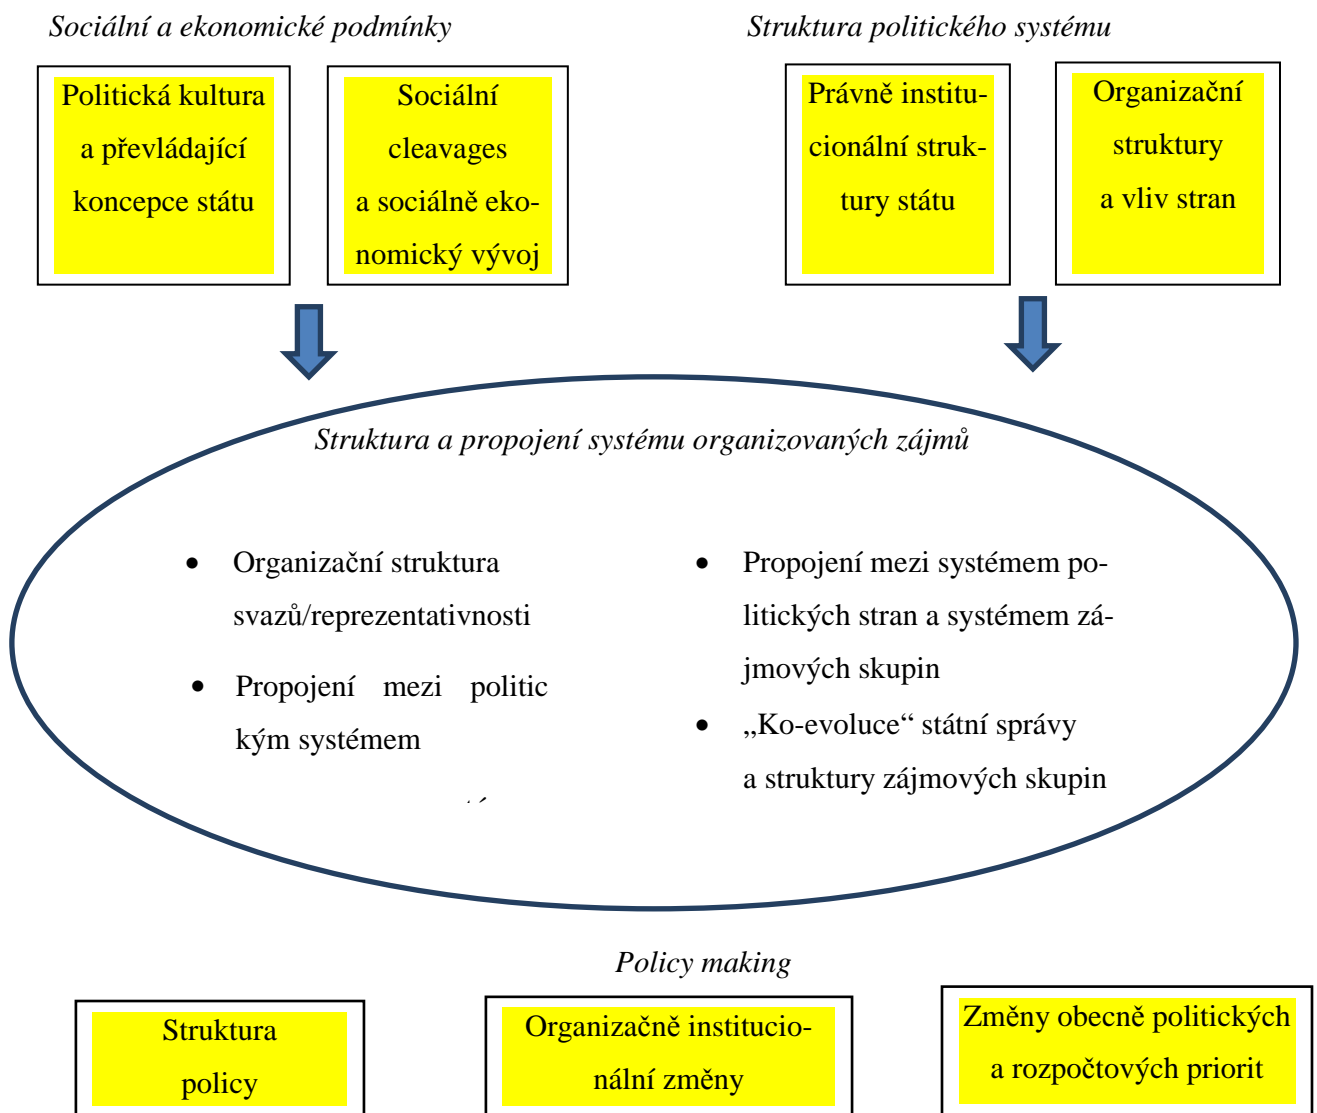 Sociální a ekonomické podmínky
Struktura politického systému
Politická kultura
a převládající
koncepce státu
Sociální
cleavages
a sociálně eko-
nomický vývoj
Právně institu-
cionální struk-
tury státu
Organizační
struktury
a vliv stran
Struktura a propojení systému organizovaných zájmů
• Organizační struktura
svazů/reprezentativnosti
• Propojení mezi politic
kým systémem
• Propojení mezi systémem po-
litických stran a systémem zá-
jmových skupin
• „Ko-evoluce“ státní správy
a struktury zájmových skupin
Policy making
Struktura
policy
Organizačně institucio-
nální změny
Změny obecně politických
a rozpočtových priorit